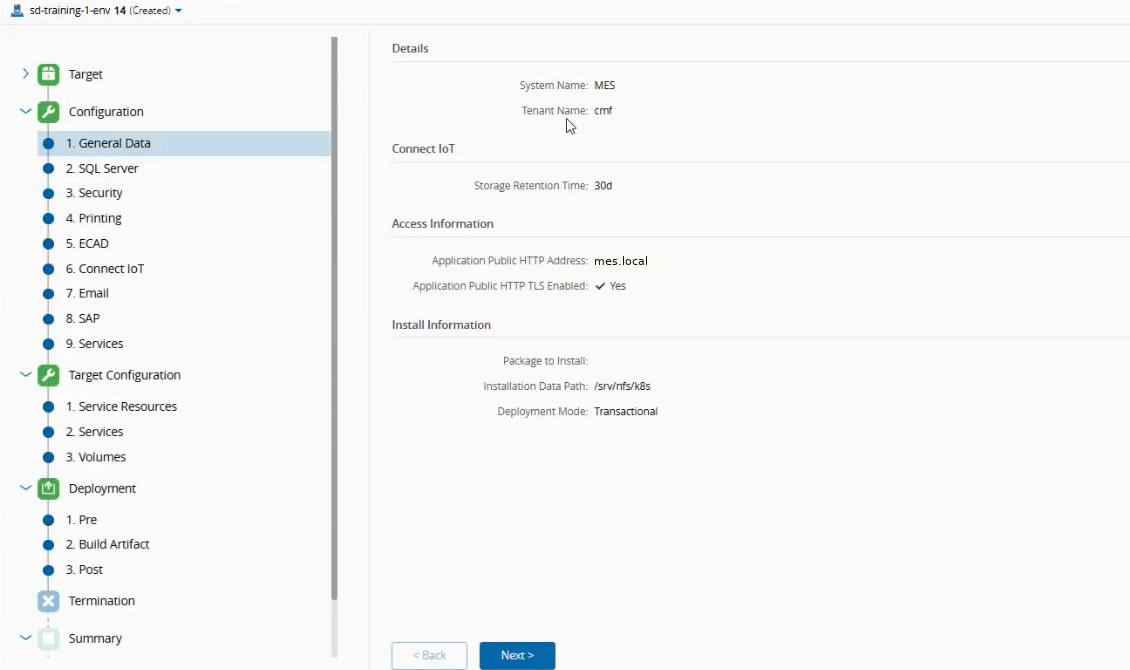 sd-training-1-env 14 (Created)
Target
Configuration
1. General Data
2. SQL Server
3. Security
4. Printing
5. ECAD
6. Connect IoT
7. Email
8. SAP
9. Services
Target Configuration
1. Service Resources
2. Services
3. Volumes
Deployment
1. Pre
2. Build Artifact
3. Post
Termination
Summary
Details
System Name: MES
Tenant Name: cmf
Connect IoT
Storage Retention Time: 30d
Access Information
Application Public HTTP Address: mes.local
Application Public HTTP TLS Enabled: Yes
Install Information
Package to Install:
Installation Data Path: /srv/nfs/k8s
Deployment Mode: Transactional
< Back
Next >